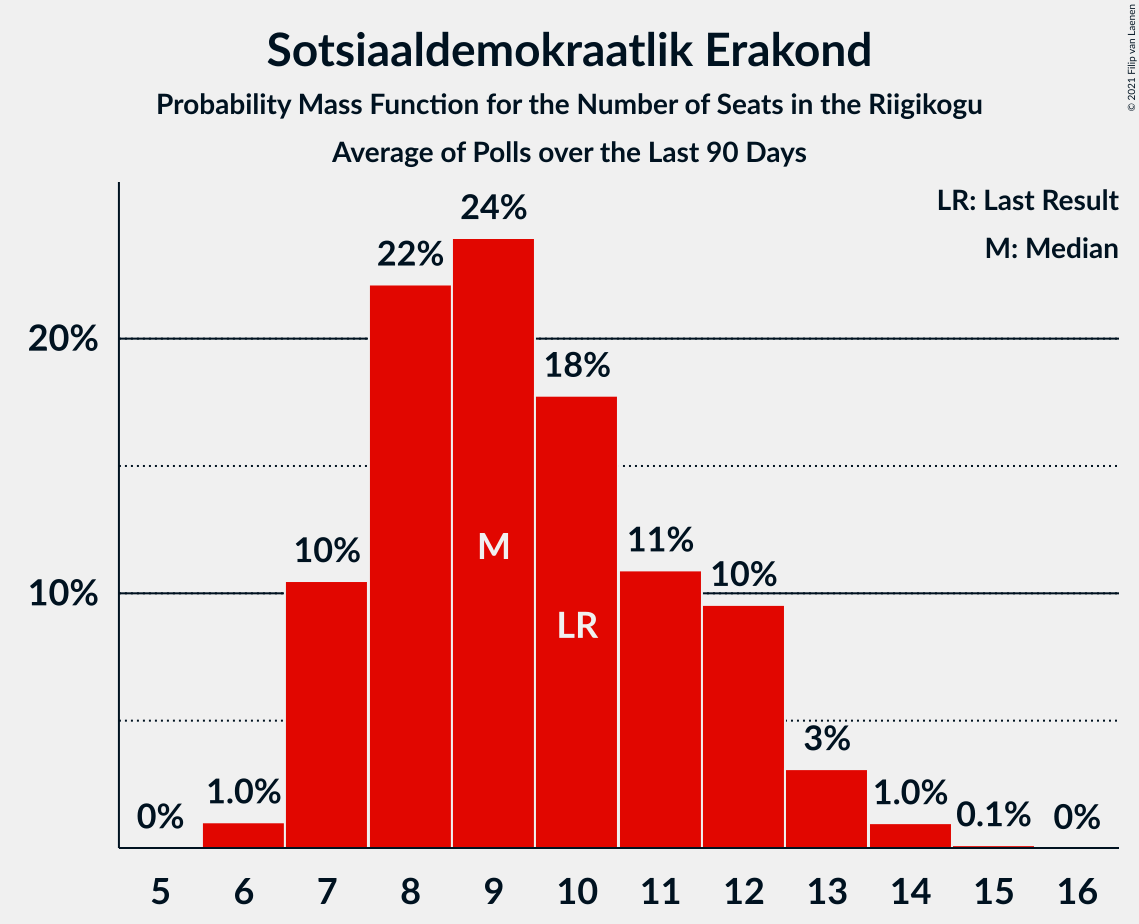 Sotsiaaldemokraatlik Erakond
Probability Mass Function for the Number of Seats in the Riigikogu
Average of Polls over the Last 90 Days
© 2021 Filip van Laenen
LR: Last Result
M: Median
20%
10%
0%
1.0%
10%
22%
24%
18%
11%
10%
3%
1.0%
0.1%
0%
M
LR
5 6 7 8 9 10 11 12 13 14 15 16